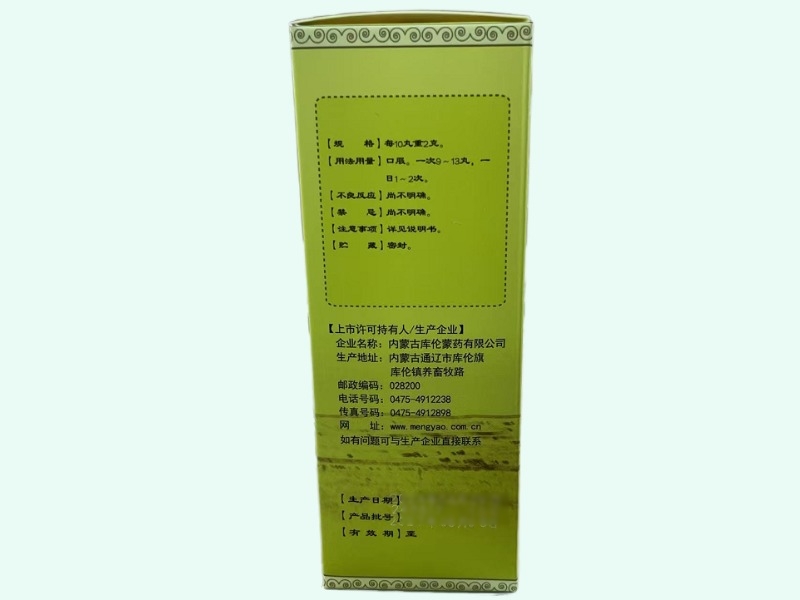 【规　　格】每10丸重2克。
【用法用量】口服。一次9～13丸，一
日1～2次。
【不良反应】尚不明确。
【禁　　忌】尚不明确。
【注意事项】详见说明书。
【贮　　藏】密封。
【上市许可持有人/生产企业】
企业名称：内蒙古库伦蒙药有限公司
生产地址：内蒙古通辽市库伦旗
库伦镇养畜牧路
邮政编码：028200
电话号码：0475-4912238
传真号码：0475-4912898
网　　址：www.mengyao.com.cn
如有问题可与生产企业直接联系
【生产日期】
【产品批号】
【有 效 期】至